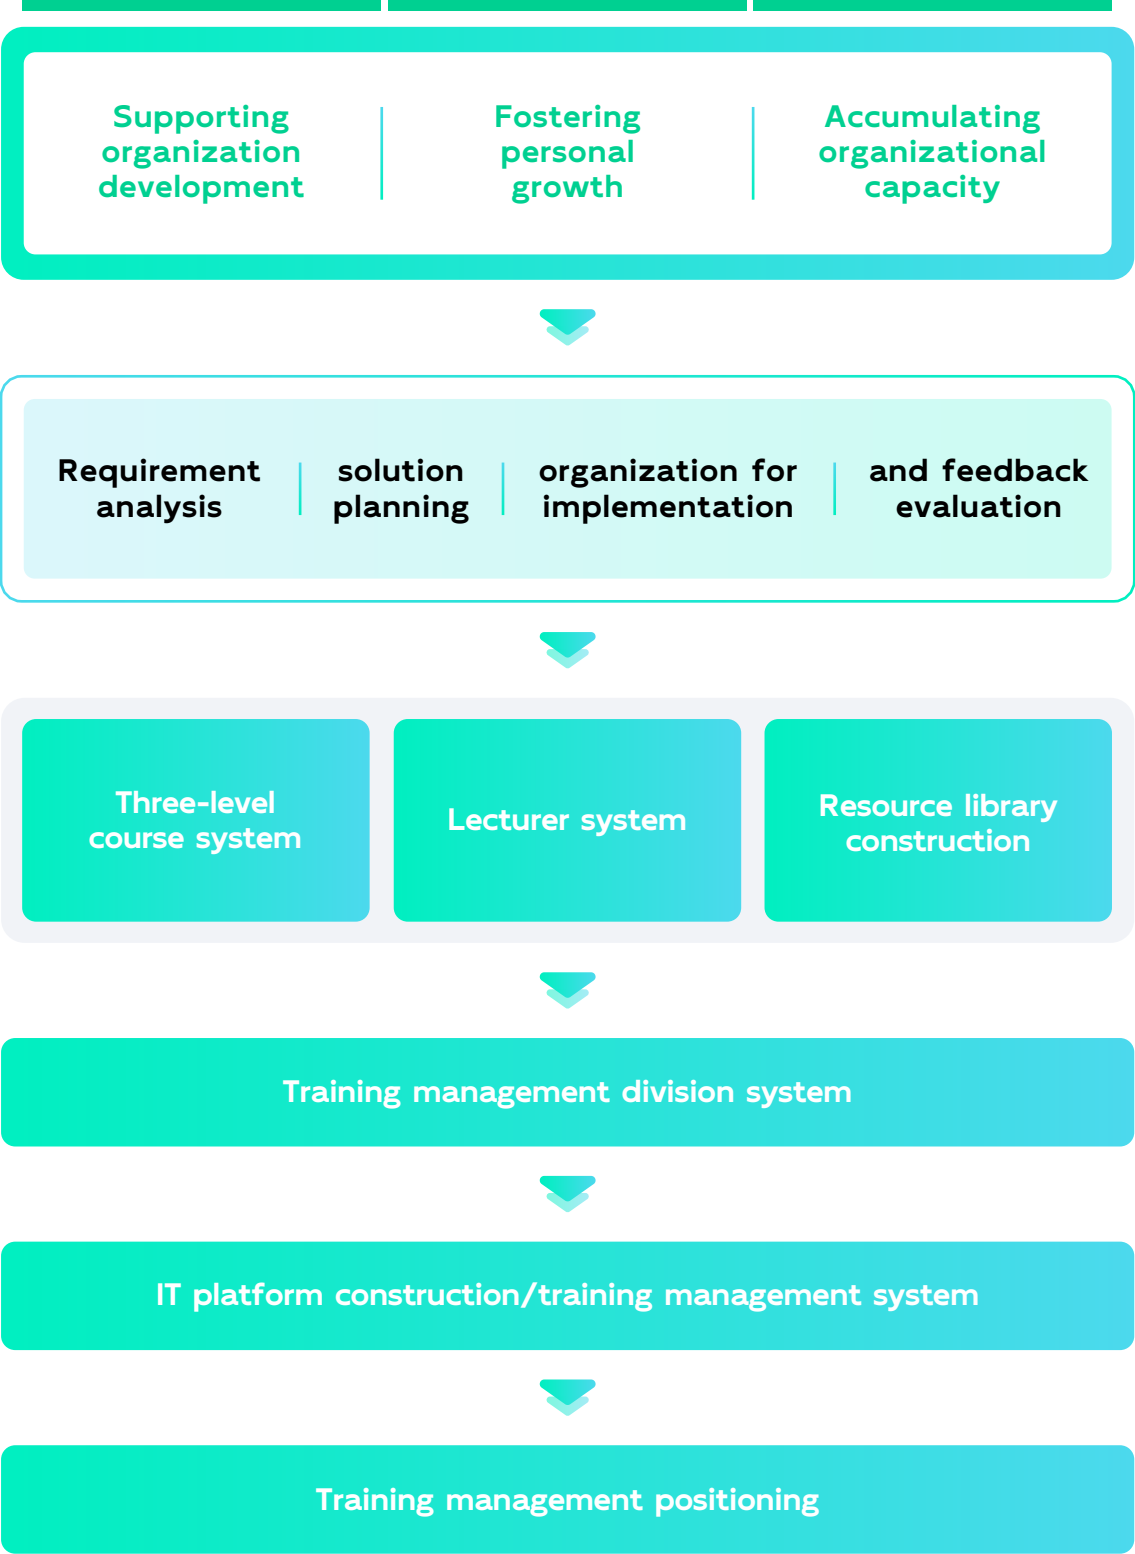 Supporting
organization
development
Fostering
personal
growth
Accumulating
organizational
capacity
Requirement
analysis
solution
planning
organization for
implementation
and feedback
evaluation
Three-level
course system
Lecturer system
Resource library
construction
Training management division system
IT platform construction/training management system
Training management positioning